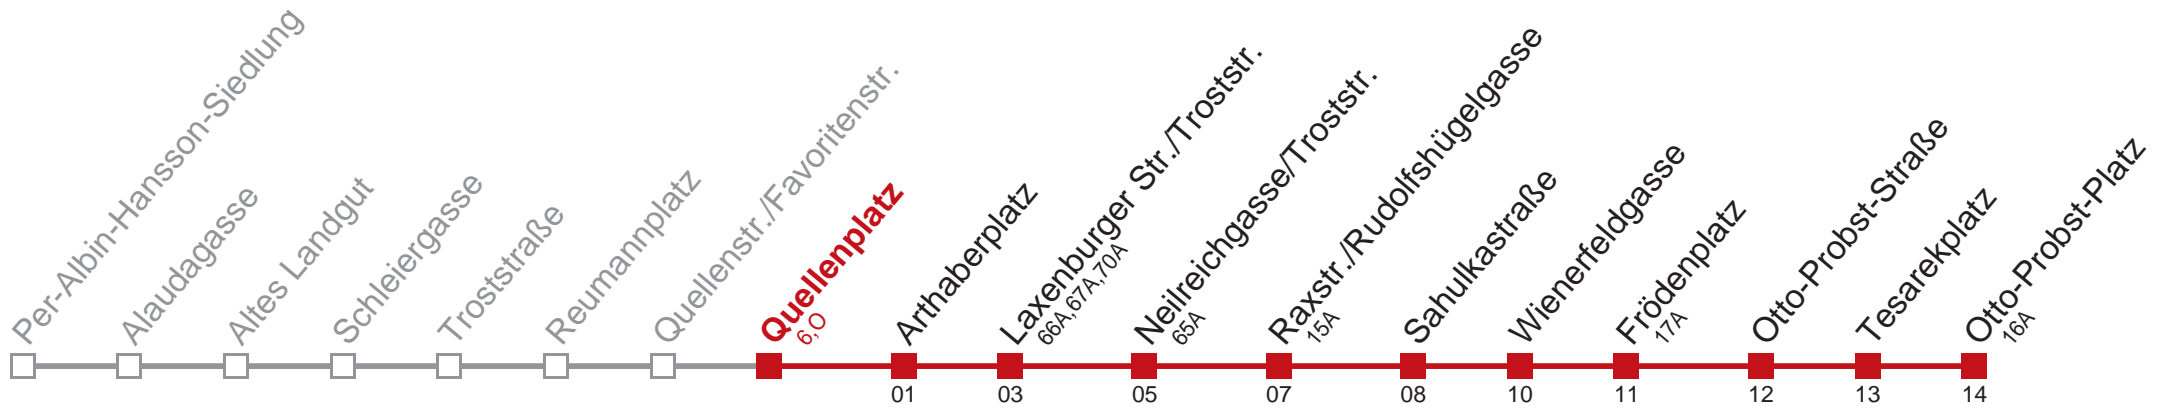 Per-Albin-Hansson-Siedlung
Alaudagasse
Altes Landgut
Schleiergasse
Troststraße
Reumannplatz
Quellenstr./Favoritenstr.
Quellenplatz
6,O
Arthaberplatz
Laxenburger Str./Troststr.
66A,67A,70A
Neilreichgasse/Troststr.
65A
Raxstr./Rudolfshügelgasse
15A
Sahulkastraße
Wienerfeldgasse
Frödenplatz
17A
Otto-Probst-Straße
Tesarekplatz
Otto-Probst-Platz
16A
01 03 05 07 08 10 11 12 13 14